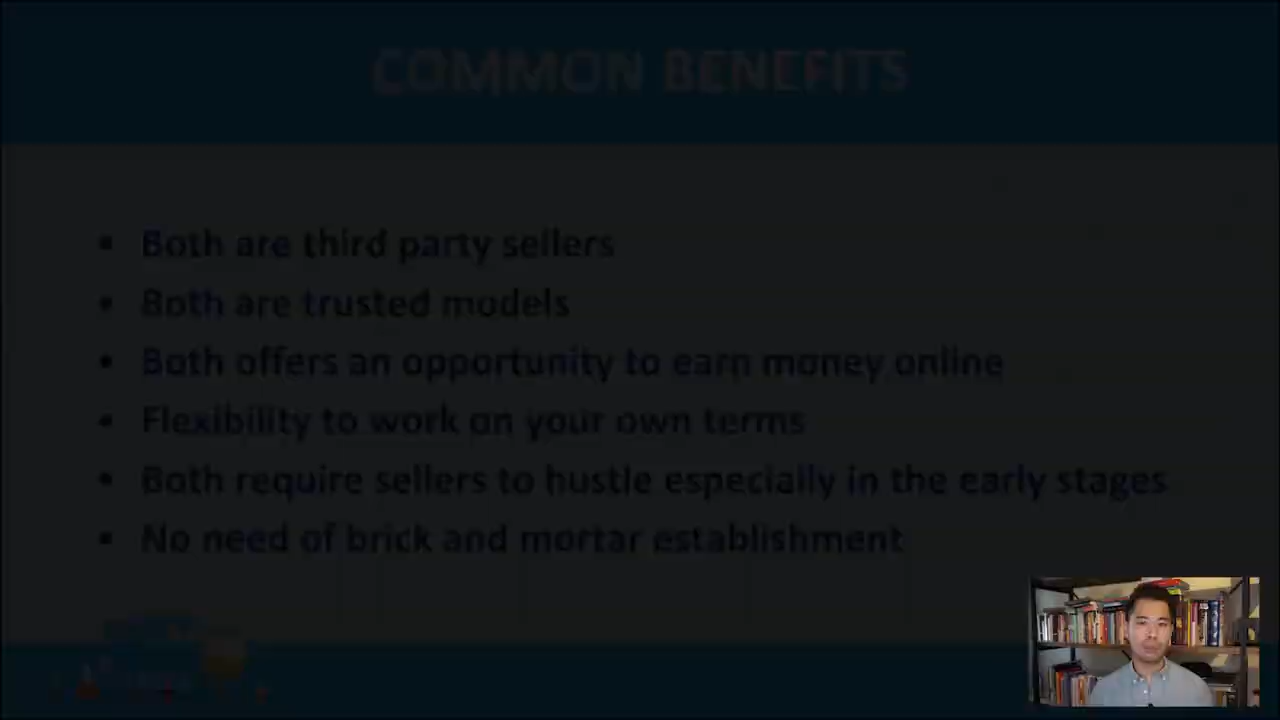 COMMON BENEFITS
▪ Both are third party sellers
▪ Both are trusted models
▪ Both offers an opportunity to earn money online
▪ Flexibility to work on your own terms
▪ Both require sellers to hustle especially in the early stages
▪ No need of brick and mortar establishment